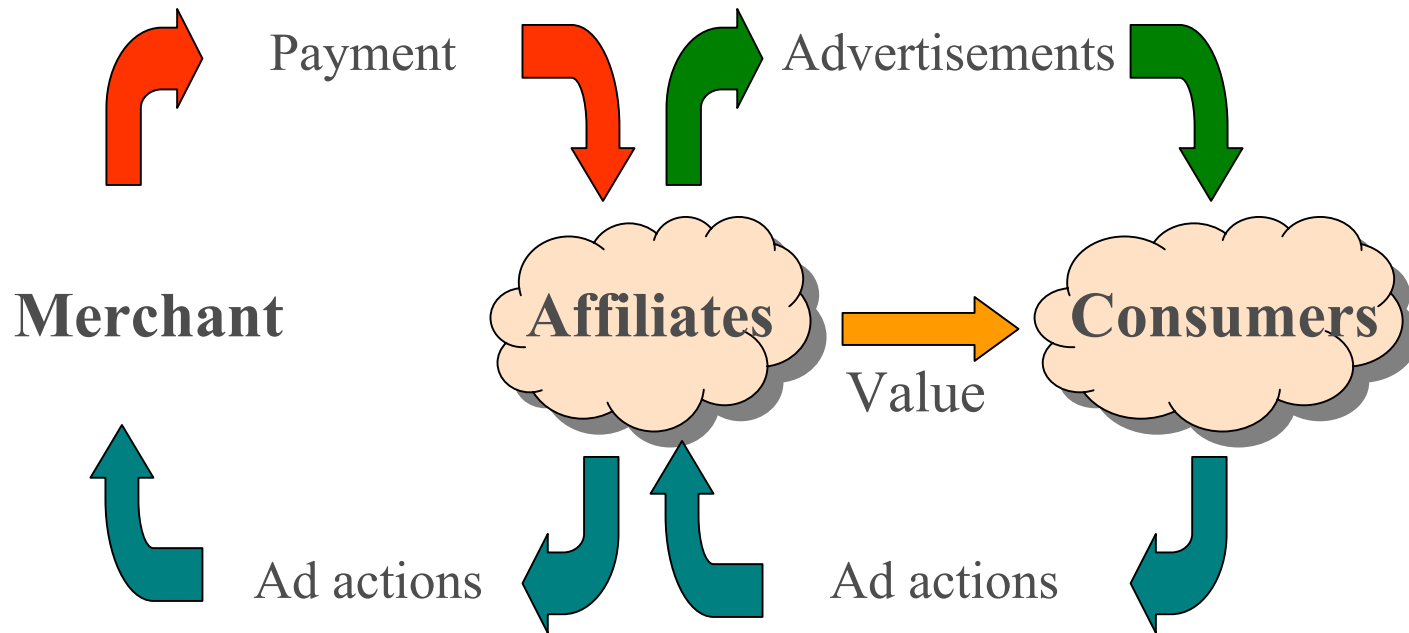 Payment
Advertisements
Merchant
Affiliates
Consumers
Value
Ad actions
Ad actions